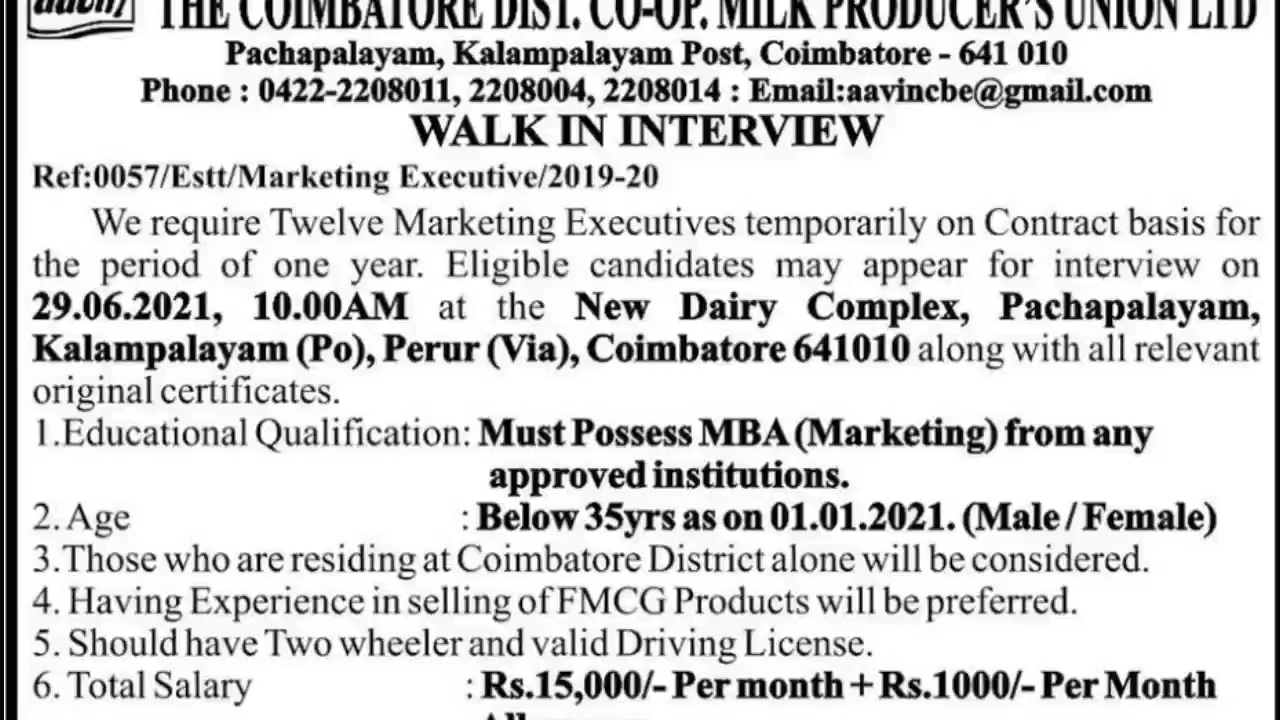 THE COIMBATORE DIST. CO-OP. MILK PRODUCER'S UNION LTD
Pachapalayam, Kalampalayam Post, Coimbatore - 641 010
Phone : 0422-2208011, 2208004, 2208014 : Email:aavincbe@gmail.com
WALK IN INTERVIEW
Ref:0057/Estt/Marketing Executive/2019-20
We require Twelve Marketing Executives temporarily on Contract basis for
the period of one year. Eligible candidates may appear for interview on
29.06.2021, 10.00AM at the New Dairy Complex, Pachapalayam,
Kalampalayam (Po), Perur (Via), Coimbatore 641010 along with all relevant
original certificates.
1.Educational Qualification: Must Possess MBA (Marketing) from any
approved institutions.
2. Age : Below 35yrs as on 01.01.2021. (Male / Female)
3.Those who are residing at Coimbatore District alone will be considered.
4. Having Experience in selling of FMCG Products will be preferred.
5. Should have Two wheeler and valid Driving License.
6. Total Salary : Rs.15,000/- Per month + Rs.1000/- Per Month